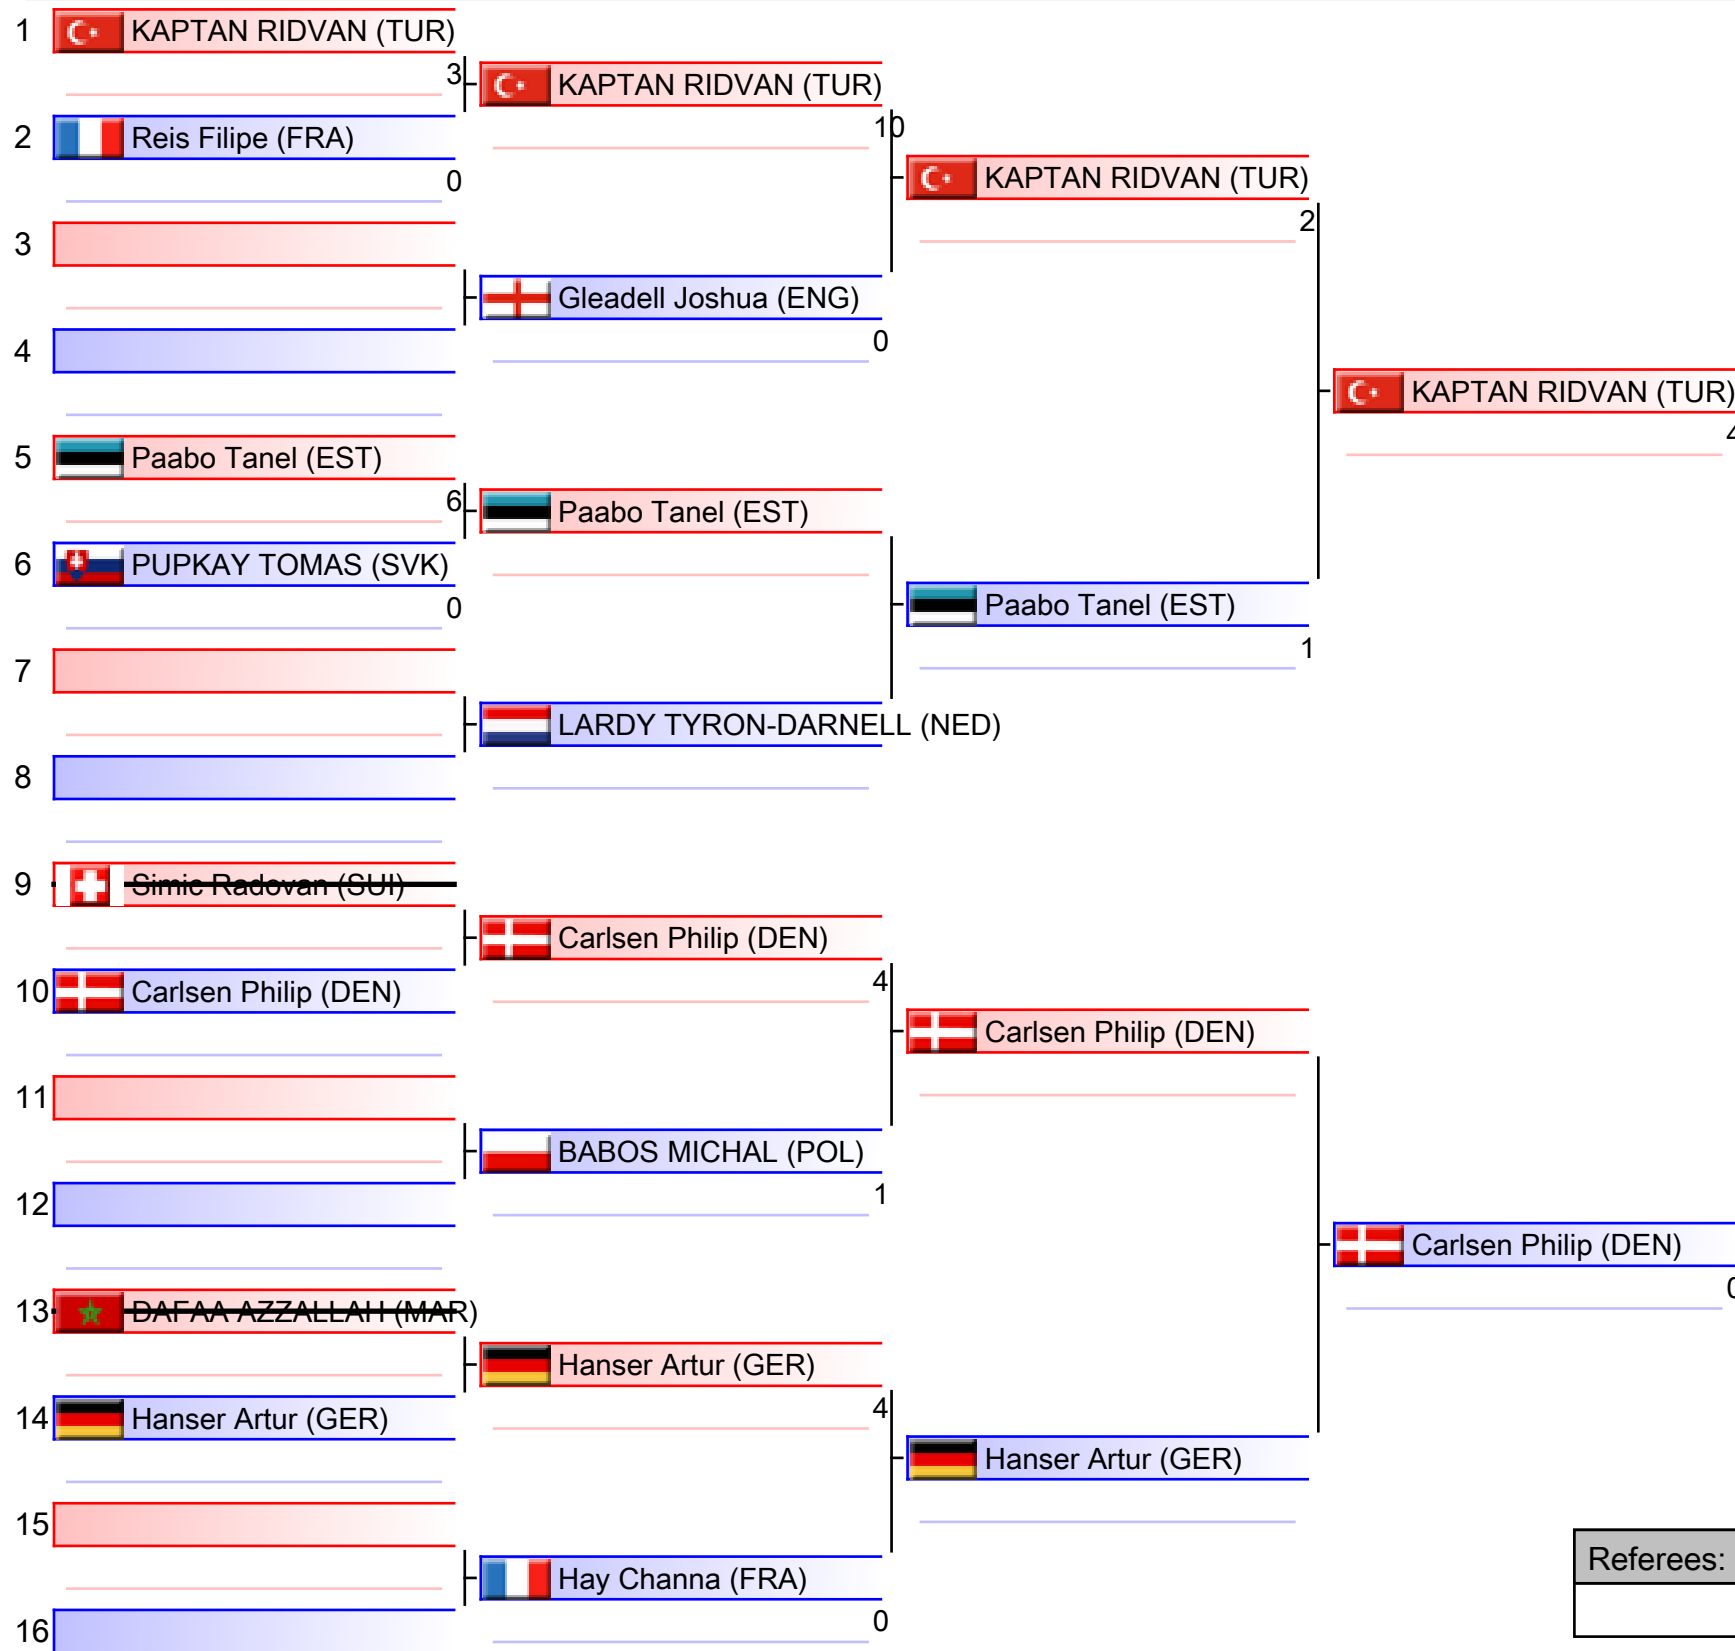 1 KAPTAN RIDVAN (TUR)
3 KAPTAN RIDVAN (TUR)
10
2 Reis Filipe (FRA)
0
KAPTAN RIDVAN (TUR)
2
3
Gleadell Joshua (ENG)
0
4
KAPTAN RIDVAN (TUR)
4
5 Paabo Tanel (EST)
6 Paabo Tanel (EST)
6 PUPKAY TOMAS (SVK)
0
Paabo Tanel (EST)
1
7
LARDY TYRON-DARNELL (NED)
8
9 Simic Radovan (SUI)
Carlsen Philip (DEN)
4
10 Carlsen Philip (DEN)
Carlsen Philip (DEN)
11
BABOS MICHAL (POL)
1
12
Carlsen Philip (DEN)
0
13 DAFAA AZZALLAH (MAR)
Hanser Artur (GER)
4
14 Hanser Artur (GER)
Hanser Artur (GER)
15
Hay Channa (FRA)
0
Referees:
16